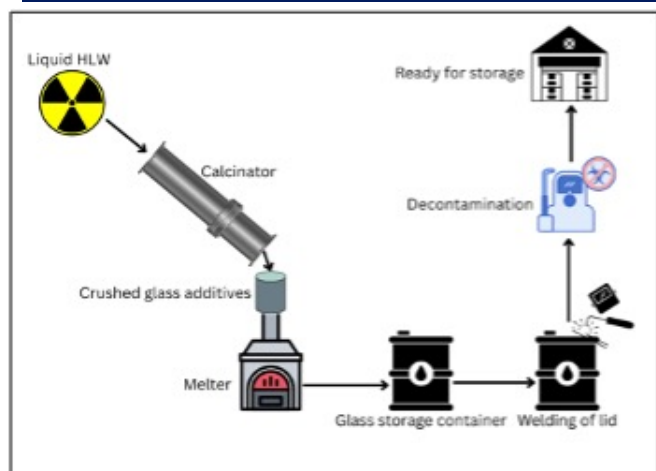 Liquid HLW
Calcinator
Crushed glass additives
Melter
Glass storage container
Welding of lid
Decontamination
Ready for storage